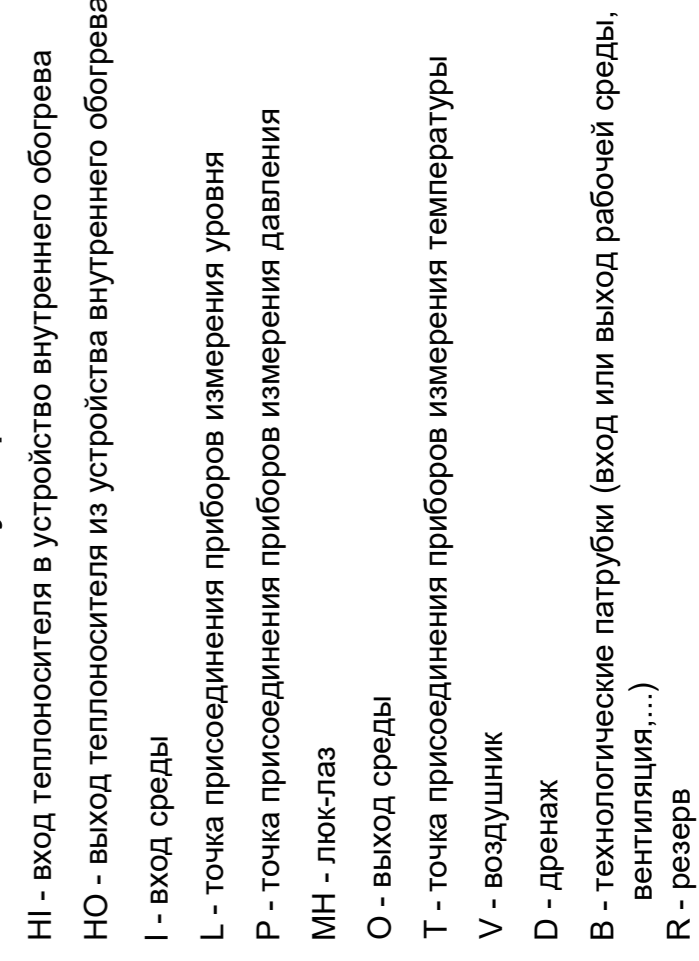 HI - вход теплоносителя в устройство внутреннего обогрева
HO - выход теплоносителя из устройства внутреннего обогрева
I - вход среды
L - точка присоединения приборов измерения уровня
P - точка присоединения приборов измерения давления
MH - люк-лаз
O - выход среды
T - точка присоединения приборов измерения температуры
V - воздушник
D - дренаж
B - технологические патрубки (вход или выход рабочей среды,
вентиляция,...)
R - резерв